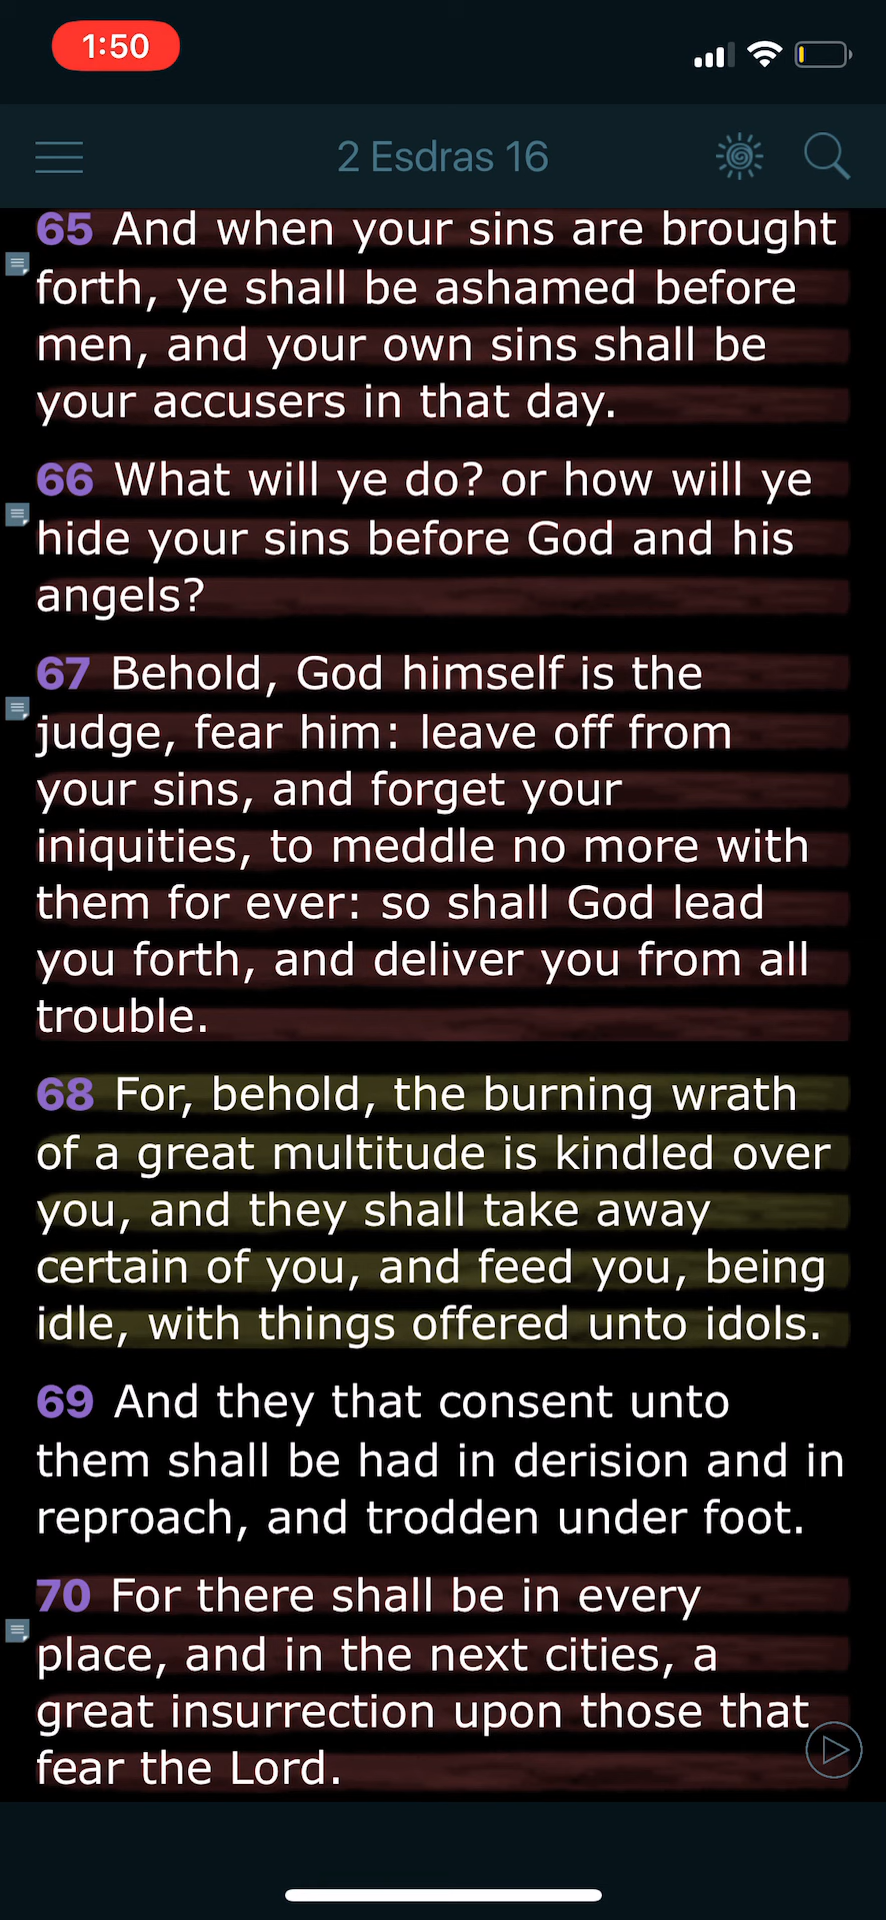 1:50
2 Esdras 16
65 And when your sins are brought
forth, ye shall be ashamed before
men, and your own sins shall be
your accusers in that day.
66 What will ye do? or how will ye
hide your sins before God and his
angels?
67 Behold, God himself is the
judge, fear him: leave off from
your sins, and forget your
iniquities, to meddle no more with
them for ever: so shall God lead
you forth, and deliver you from all
trouble.
68 For, behold, the burning wrath
of a great multitude is kindled over
you, and they shall take away
certain of you, and feed you, being
idle, with things offered unto idols.
69 And they that consent unto
them shall be had in derision and in
reproach, and trodden under foot.
70 For there shall be in every
place, and in the next cities, a
great insurrection upon those that
fear the Lord.